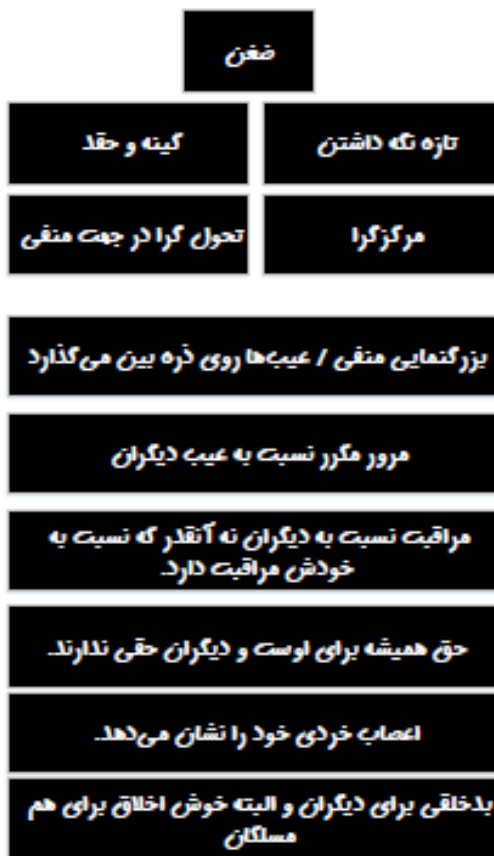 ضغن
تازه نگه داشتن
کینه و حقد
مرکزگرا
تحول گرا در جهت منفی
بزرگنمایی منفی / عیب‌ها روی ذره بین می‌گذارد
مرور مکرر نسبت به عیب دیگران
مراقبت نسبت به دیگران نه آنقدر که نسبت به
خودش مراقبت دارد.
حق همیشه برای اوست و دیگران حقی ندارند.
اعصاب خردی خود را نشان می‌دهد.
بدخلقی برای دیگران و البته خوش اخلاق برای هم
مسلکان